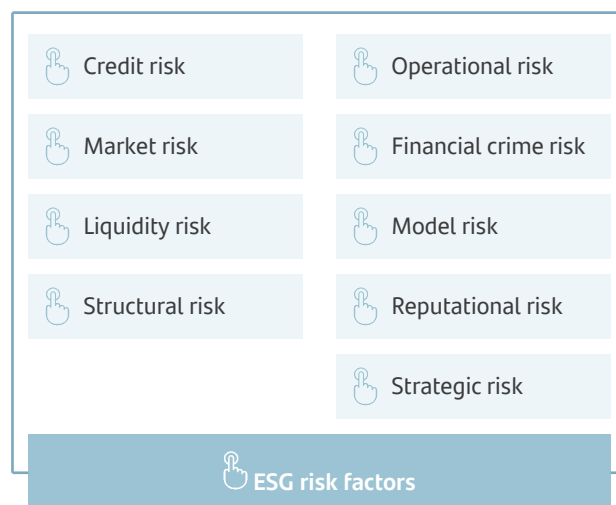 Credit risk
Market risk
Liquidity risk
Structural risk
Operational risk
Financial crime risk
Model risk
Reputational risk
Strategic risk
ESG risk factors